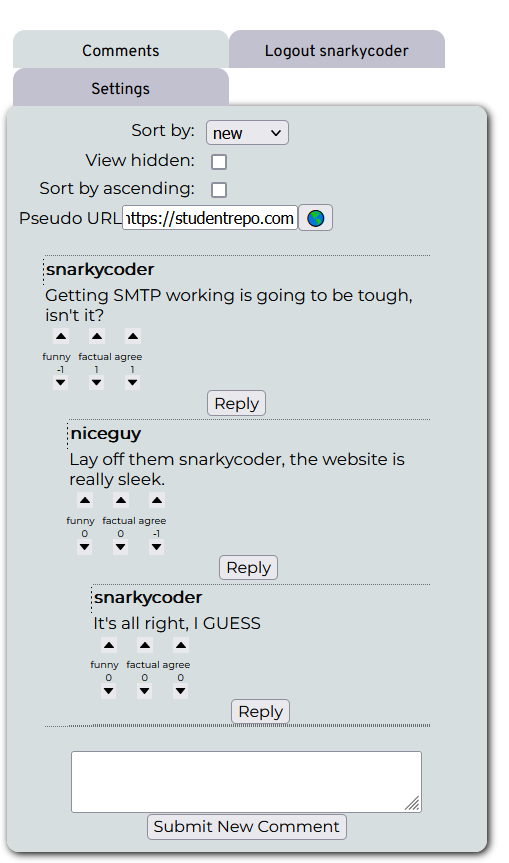 Comments
Logout snarkycoder
Settings
Sort by: new
View hidden:
Sort by ascending:
Pseudo URL https://studentrepo.com
snarkycoder
Getting SMTP working is going to be tough,
isn't it?
funny factual agree
-1 1 1
Reply
niceguy
Lay off them snarkycoder, the website is
really sleek.
funny factual agree
0 0 -1
Reply
snarkycoder
It's all right, I GUESS
funny factual agree
0 0 0
Reply
Submit New Comment